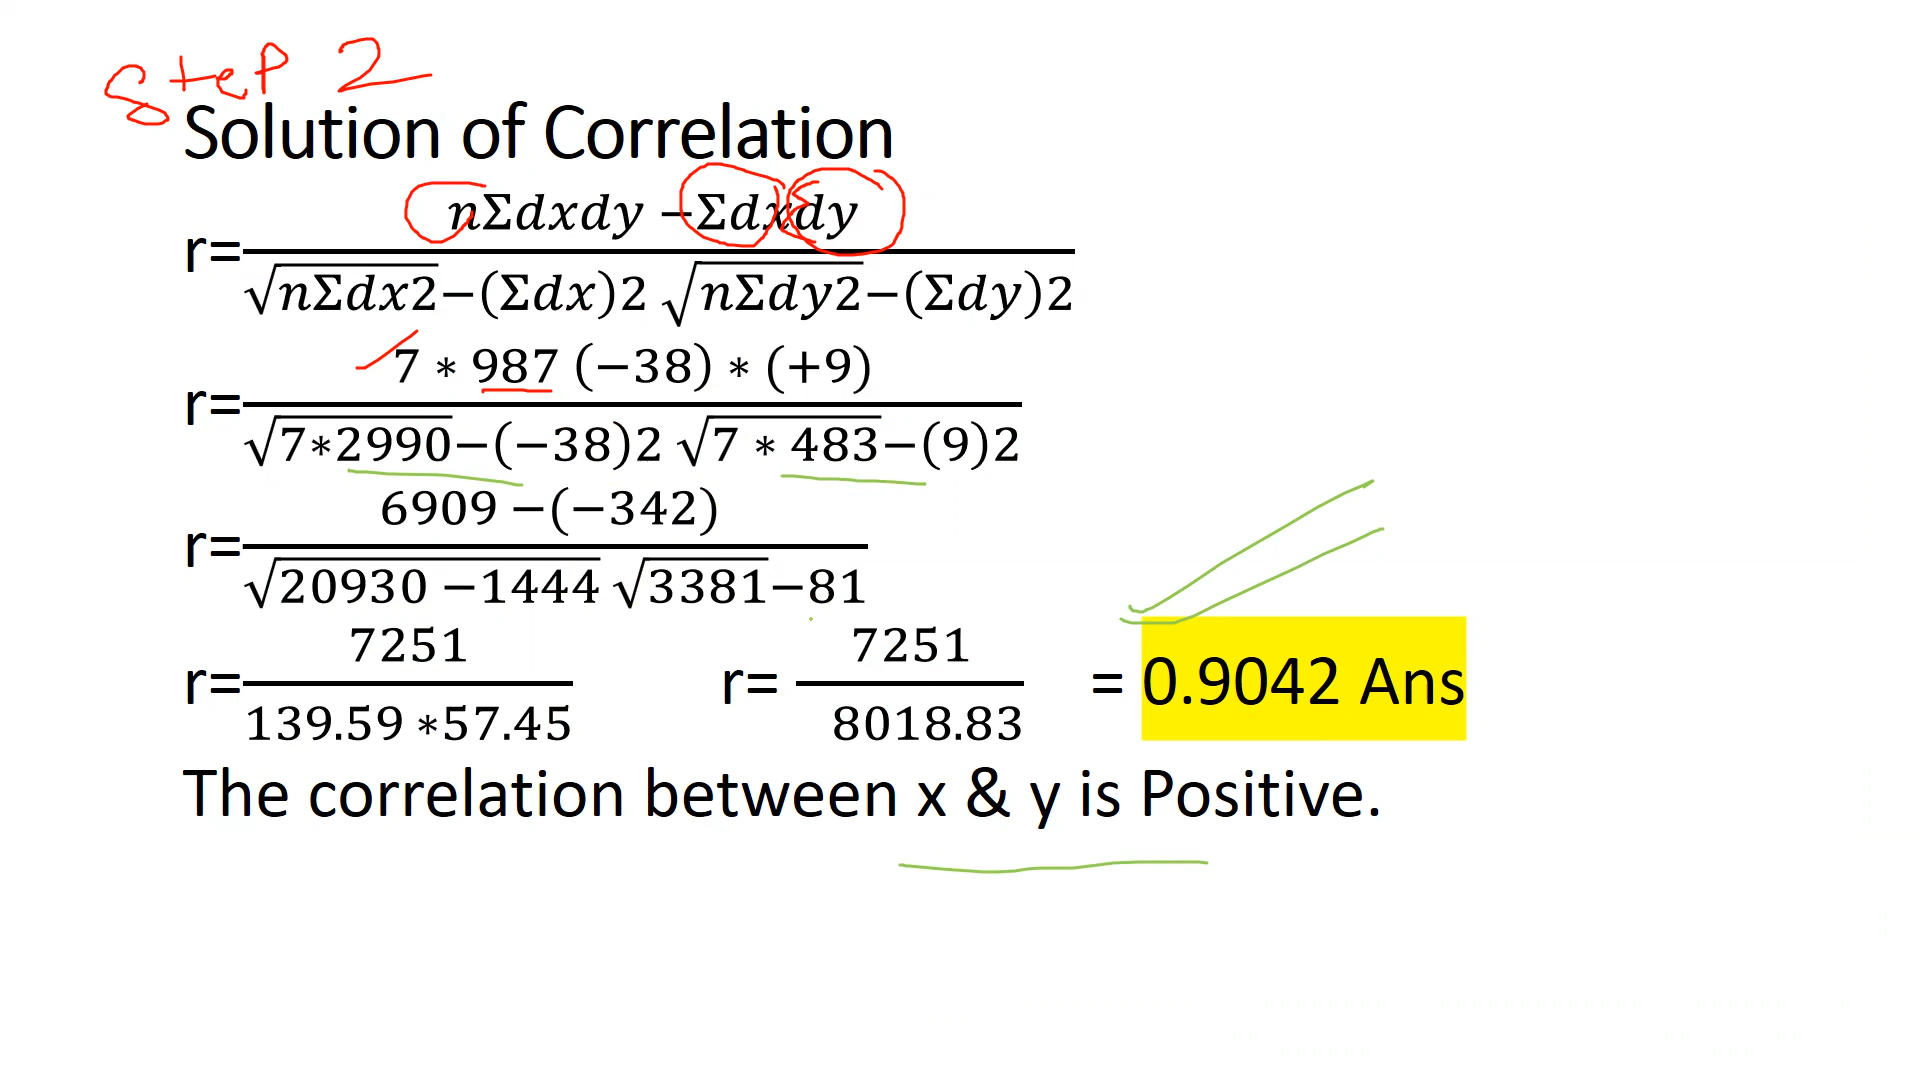 Step 2
Solution of Correlation
r= nΣdxdy −Σdx Σdy / √nΣdx2−(Σdx)2 √nΣdy2−(Σdy)2
r= 7 * 987 (−38) * (+9) / √7*2990−(−38)2 √7 * 483−(9)2
r= 6909 −(−342) / √20930 −1444 √3381−81
r= 7251 / 139.59 *57.45 r= 7251 / 8018.83 = 0.9042 Ans
The correlation between x & y is Positive.